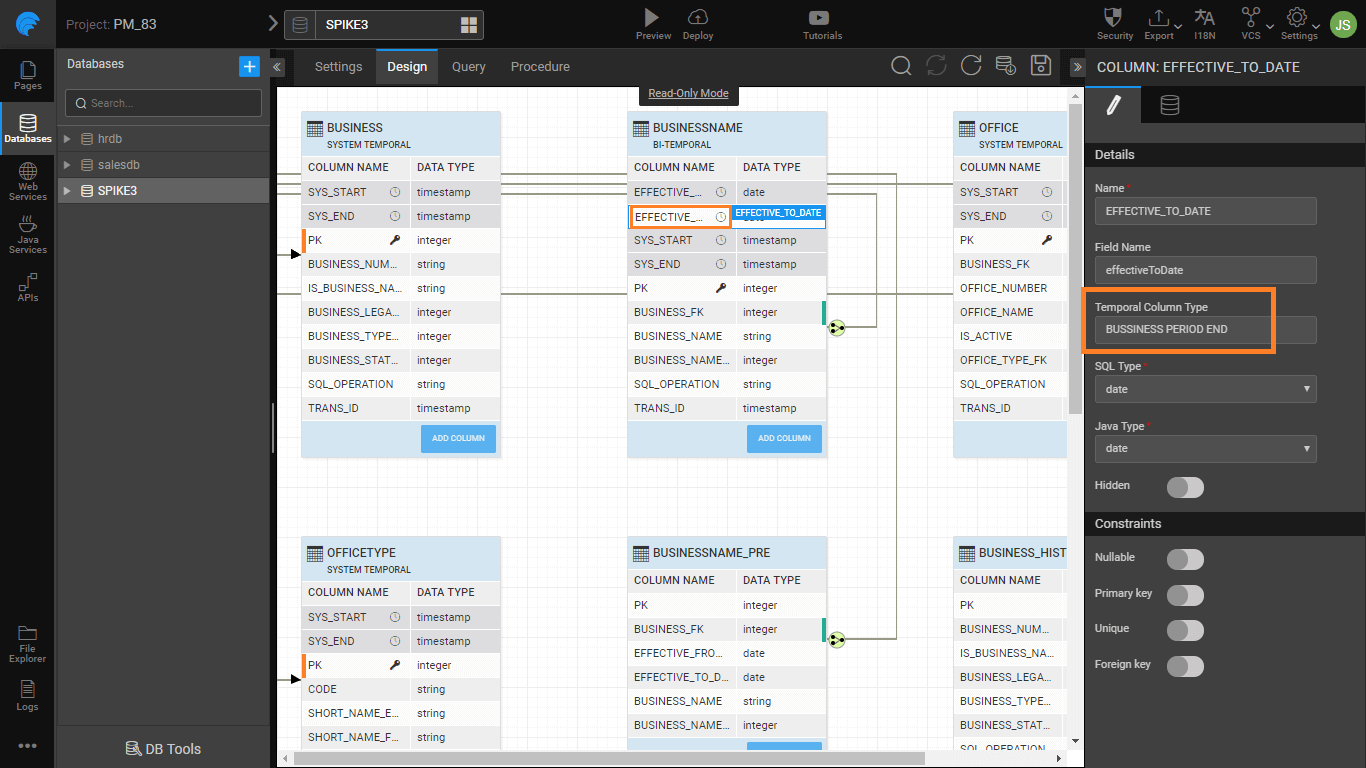 Project: PM_83
SPIKE3
Preview
Deploy
Tutorials
Security
Export
I18N
VCS
Settings
JS
Pages
Databases
Web
Services
Java
Services
APIs
File
Explorer
Logs
Databases
Search...
hrdb
salesdb
SPIKE3
DB Tools
Settings
Design
Query
Procedure
Read-Only Mode
BUSINESS
SYSTEM TEMPORAL
COLUMN NAME DATA TYPE
SYS_START timestamp
SYS_END timestamp
PK integer
BUSINESS_NUM... string
IS_BUSINESS_NA... string
BUSINESS_LEGA... integer
BUSINESS_TYPE... integer
BUSINESS_STAT... integer
SQL_OPERATION string
TRANS_ID timestamp
ADD COLUMN
BUSINESSNAME
BI-TEMPORAL
COLUMN NAME DATA TYPE
EFFECTIVE_... date
EFFECTIVE_... EFFECTIVE_TO_DATE
SYS_START timestamp
SYS_END timestamp
PK integer
BUSINESS_FK integer
BUSINESS_NAME string
BUSINESS_NAME... integer
SQL_OPERATION string
TRANS_ID timestamp
ADD COLUMN
OFFICE
SYSTEM TEMPORAL
COLUMN NAME
SYS_START
SYS_END
PK
BUSINESS_FK
OFFICE_NUMBER
OFFICE_NAME
IS_ACTIVE
OFFICE_TYPE_FK
SQL_OPERATION
TRANS_ID
OFFICETYPE
SYSTEM TEMPORAL
COLUMN NAME DATA TYPE
SYS_START timestamp
SYS_END timestamp
PK integer
CODE string
SHORT_NAME_E... string
SHORT_NAME_F... string
BUSINESSNAME_PRE
COLUMN NAME DATA TYPE
PK integer
BUSINESS_FK integer
EFFECTIVE_FRO... date
EFFECTIVE_TO_D... date
BUSINESS_NAME string
BUSINESS_NAME... integer
BUSINESS_HIST
COLUMN NAME
PK
BUSINESS_NUM...
IS_BUSINESS_NA...
BUSINESS_LEGA...
BUSINESS_TYPE...
BUSINESS_STAT...
SQL_OPERATION
COLUMN: EFFECTIVE_TO_DATE
Details
Name *
EFFECTIVE_TO_DATE
Field Name
effectiveToDate
Temporal Column Type
BUSSINESS PERIOD END
SQL Type *
date
Java Type *
date
Hidden
Constraints
Nullable
Primary key
Unique
Foreign key